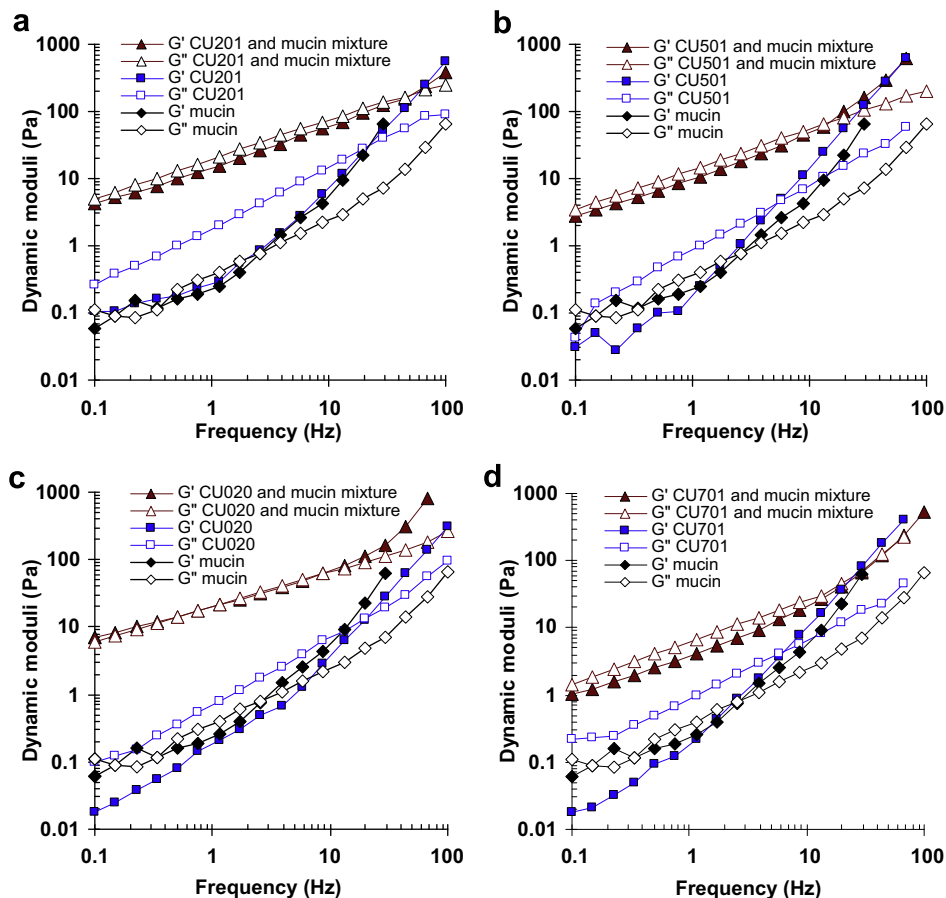 a
G' CU201 and mucin mixture
G" CU201 and mucin mixture
G' CU201
G" CU201
G' mucin
G" mucin
1000
100
10
1
0.1
0.01
Dynamic moduli (Pa)
0.1
1
10
100
Frequency (Hz)
b
G' CU501 and mucin mixture
G" CU501 and mucin mixture
G' CU501
G" CU501
G' mucin
G" mucin
1000
100
10
1
0.1
0.01
Dynamic moduli (Pa)
0.1
1
10
100
Frequency (Hz)
c
G' CU020 and mucin mixture
G" CU020 and mucin mixture
G' CU020
G" CU020
G' mucin
G" mucin
1000
100
10
1
0.1
0.01
Dynamic moduli (Pa)
0.1
1
10
100
Frequency (Hz)
d
G' CU701 and mucin mixture
G" CU701 and mucin mixture
G' CU701
G" CU701
G' mucin
G" mucin
1000
100
10
1
0.1
0.01
Dynamic moduli (Pa)
0.1
1
10
100
Frequency (Hz)